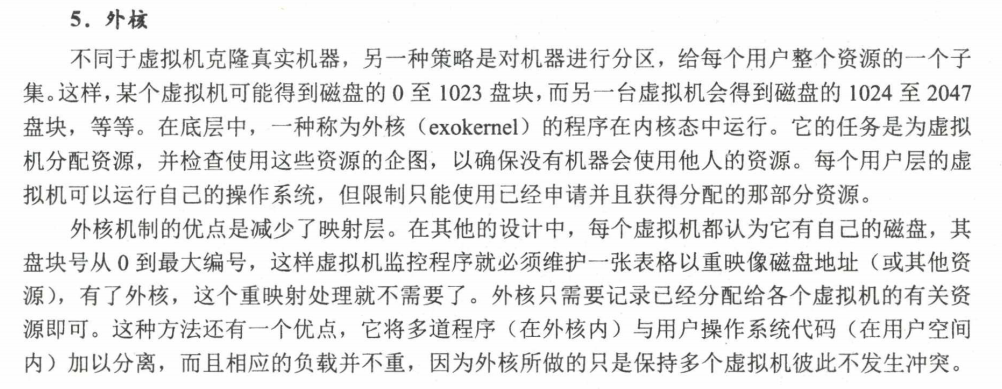 5．外核
不同于虚拟机克隆真实机器，另一种策略是对机器进行分区，给每个用户整个资源的一个子
集。这样，某个虚拟机可能得到磁盘的 0 至 1023 盘块，而另一台虚拟机会得到磁盘的 1024 至 2047
盘块，等等。在底层中，一种称为外核（exokernel）的程序在内核态中运行。它的任务是为虚拟
机分配资源，并检查使用这些资源的企图，以确保没有机器会使用他人的资源。每个用户层的虚
拟机可以运行自己的操作系统，但限制只能使用已经申请并且获得分配的那部分资源。
外核机制的优点是减少了映射层。在其他的设计中，每个虚拟机都认为它有自己的磁盘，其
盘块号从 0 到最大编号，这样虚拟机监控程序就必须维护一张表格以重映像磁盘地址（或其他资
源），有了外核，这个重映射处理就不需要了。外核只需要记录已经分配给各个虚拟机的有关资
源即可。这种方法还有一个优点，它将多道程序（在外核内）与用户操作系统代码（在用户空间
内）加以分离，而且相应的负载并不重，因为外核所做的只是保持多个虚拟机彼此不发生冲突。